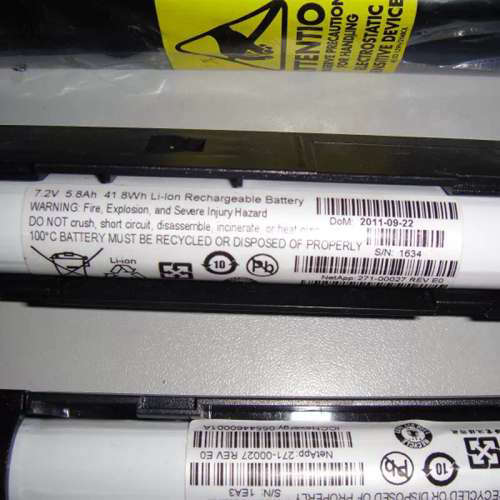 ATTENTIO
OBSERVE PRECAUTIONS
FOR HANDLING
ELECTROSTATIC
SENSITIVE DEVICES
7.2V 5.8Ah 41.8Wh Li-Ion Rechargeable Battery
WARNING: Fire, Explosion, and Severe Injury Hazard
DO NOT crush, short circuit, disassemble, incinerate, or heat
100°C BATTERY MUST BE RECYCLED OR DISPOSED OF PROPERLY
DoM: 2011-09-22
S/N: 1634
Li-ion
10
Pb
NetApp: 271-00027 REV E0
NetApp: 271-00027 REV E0
S/N: 1EA3
10
Pb